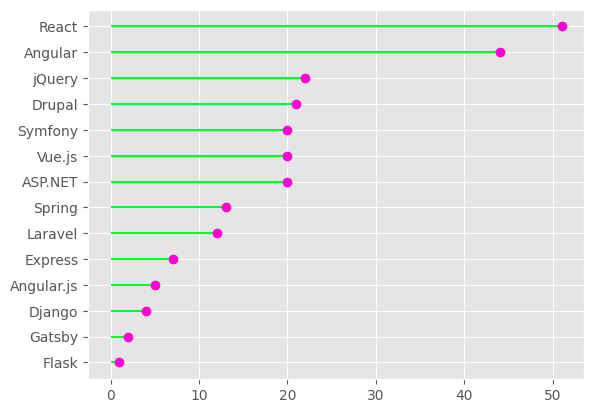 React
Angular
jQuery
Drupal
Symfony
Vue.js
ASP.NET
Spring
Laravel
Express
Angular.js
Django
Gatsby
Flask
0 10 20 30 40 50